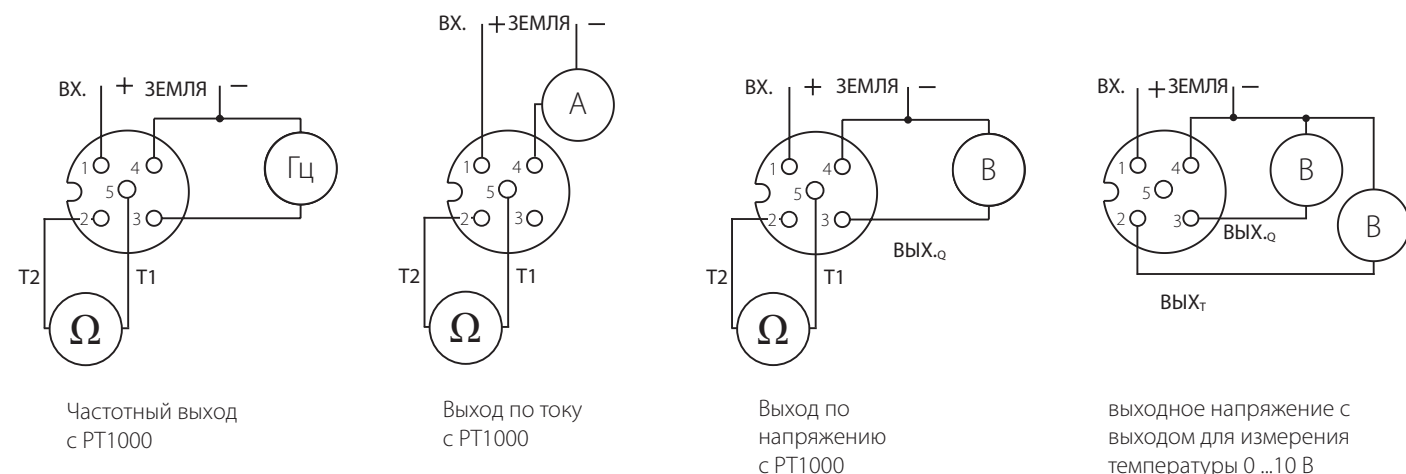 ВХ. + ЗЕМЛЯ −
1 4
5
2 3
Гц
T2 T1
Ω
Частотный выход
с PT1000
ВХ. + ЗЕМЛЯ −
А
1 4
5
2 3
T2 T1
Ω
Выход по току
с PT1000
ВХ. + ЗЕМЛЯ −
1 4
5
2 3
В
ВЫХ.Q
T2 T1
Ω
Выход по
напряжению
с PT1000
ВХ. + ЗЕМЛЯ −
1 4
5
2 3
В
В
ВЫХ.Q
ВЫХT
выходное напряжение с
выходом для измерения
температуры 0 ...10 В